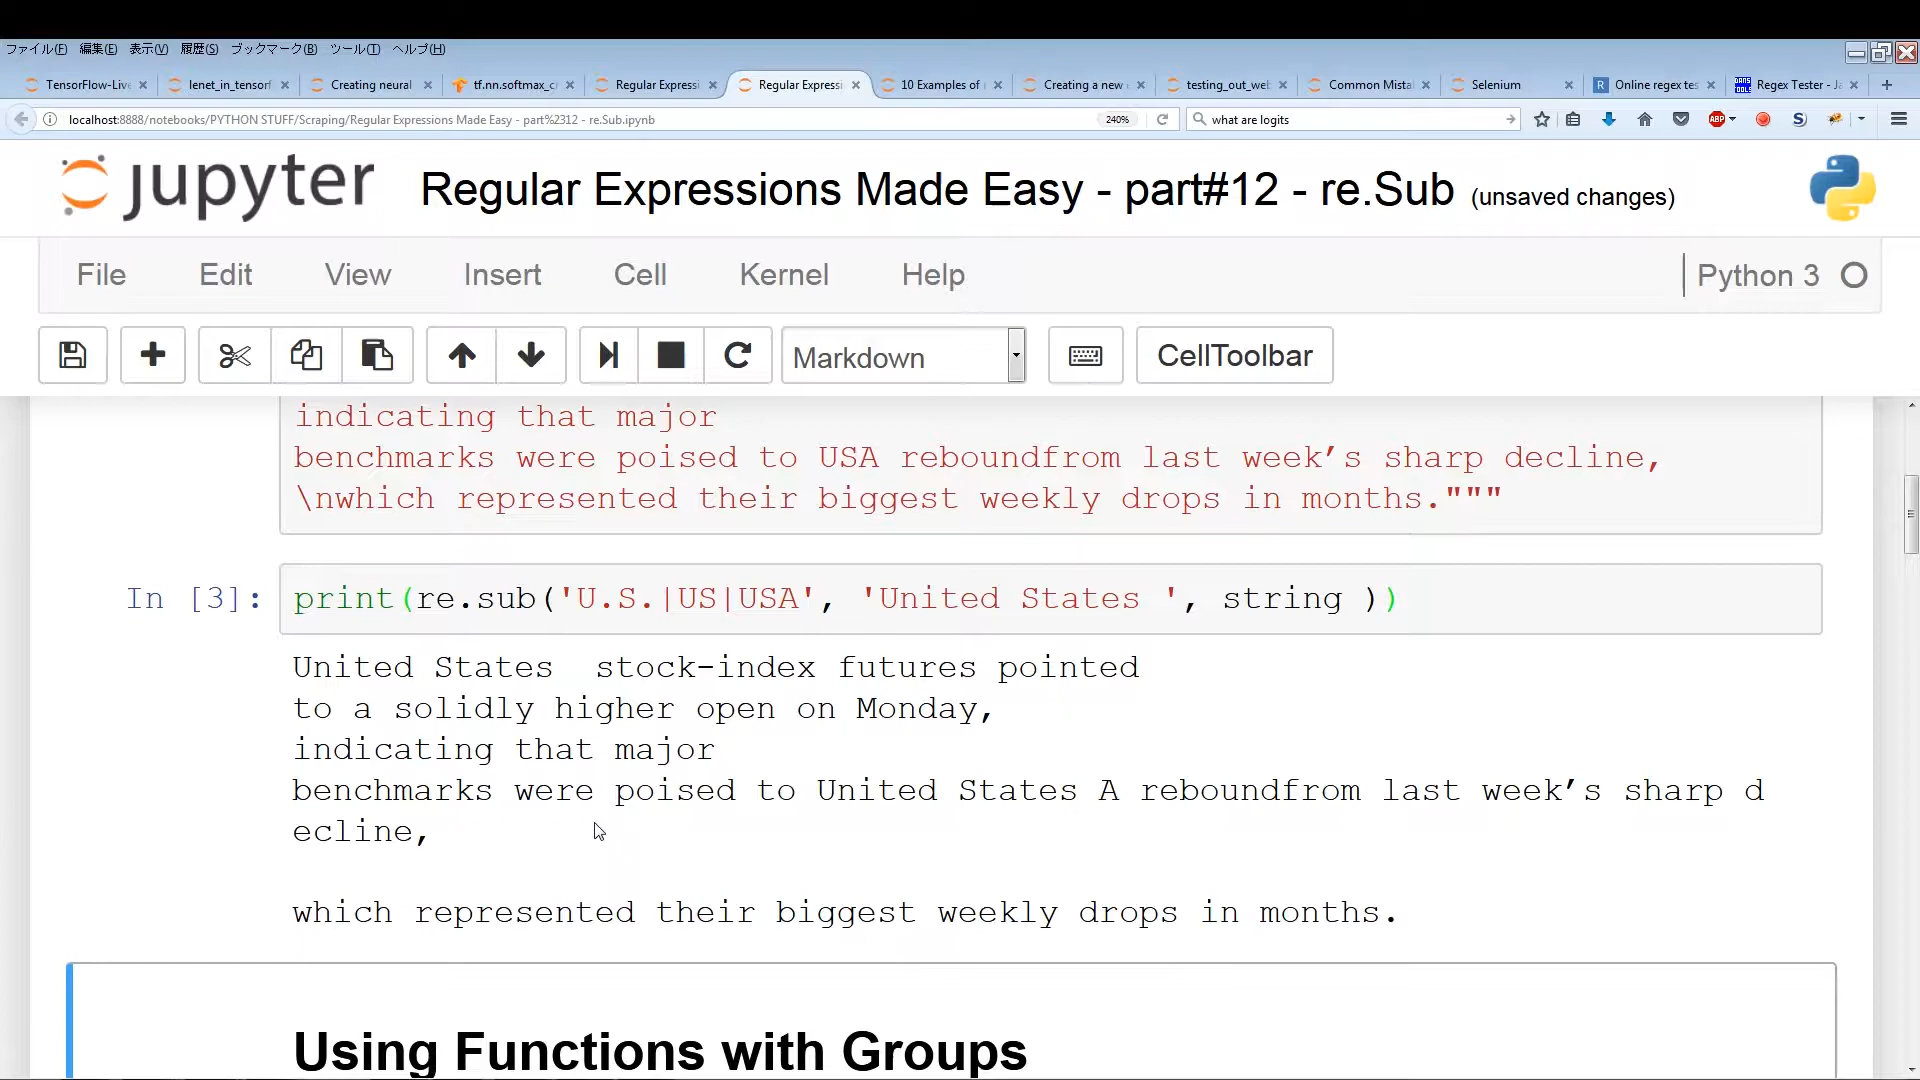 ファイル(F) 編集(E) 表示(V) 履歴(S) ブックマーク(B) ツール(T) ヘルプ(H)
TensorFlow-Live lenet_in_tensorf Creating neural tf.nn.softmax_c Regular Expressi Regular Expressi 10 Examples of Creating a new testing_out_web Common Mistal Selenium Online regex tes Regex Tester - Ja
localhost:8888/notebooks/PYTHON STUFF/Scraping/Regular Expressions Made Easy - part%2312 - re.Sub.ipynb 240% what are logits
jupyter Regular Expressions Made Easy - part#12 - re.Sub (unsaved changes)
File Edit View Insert Cell Kernel Help Python 3
Markdown CellToolbar
indicating that major
benchmarks were poised to USA reboundfrom last week’s sharp decline,
\nwhich represented their biggest weekly drops in months."""
In [3]: print(re.sub('U.S.|US|USA', 'United States ', string ))
United States  stock-index futures pointed
to a solidly higher open on Monday,
indicating that major
benchmarks were poised to United States A reboundfrom last week’s sharp d
ecline,
which represented their biggest weekly drops in months.
Using Functions with Groups